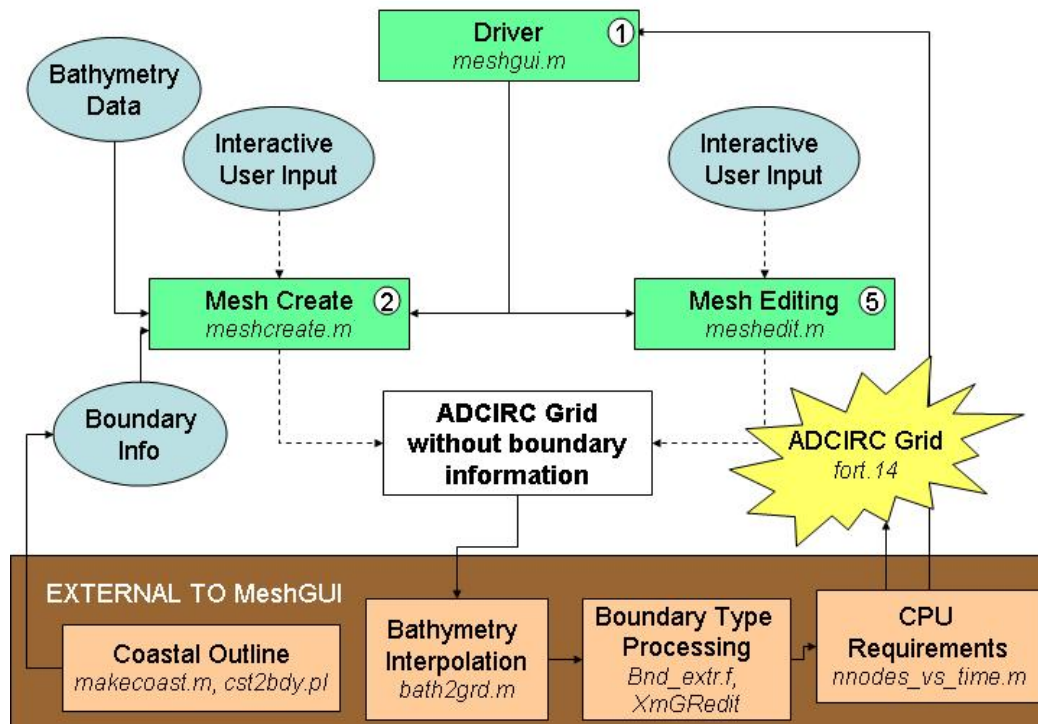 Driver
meshgui.m
1
Bathymetry
Data
Interactive
User Input
Interactive
User Input
Mesh Create
meshcreate.m
2
Mesh Editing
meshedit.m
5
Boundary
Info
ADCIRC Grid
without boundary
information
ADCIRC Grid
fort.14
EXTERNAL TO MeshGUI
Coastal Outline
makecoast.m, cst2bdy.pl
Bathymetry
Interpolation
bath2grd.m
Boundary Type
Processing
Bnd_extr.f,
XmGRedit
CPU
Requirements
nnodes_vs_time.m